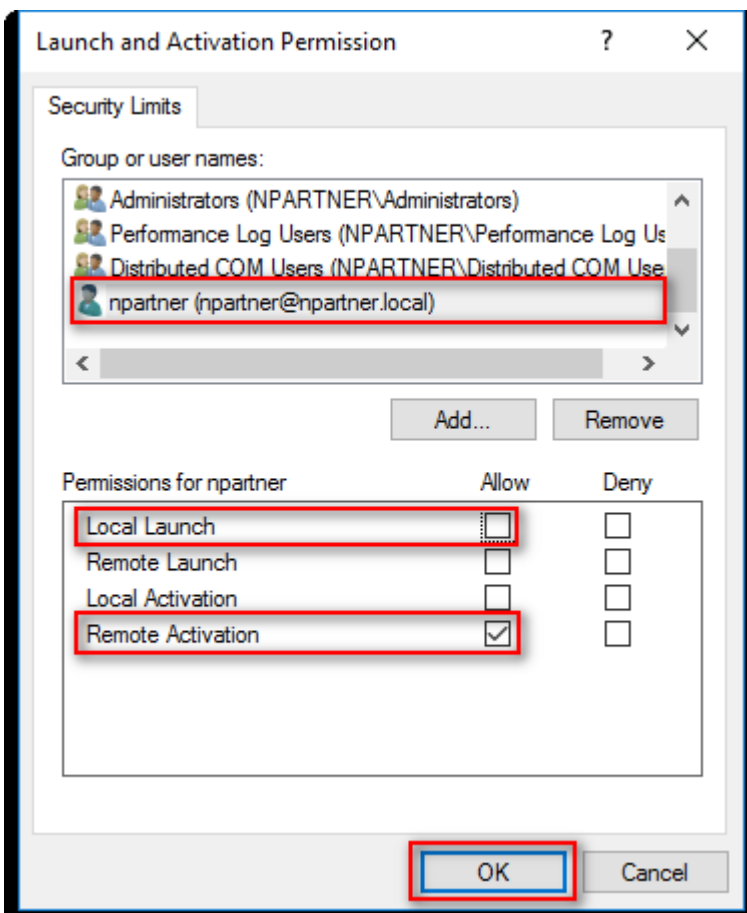 Launch and Activation Permission
Security Limits
Group or user names:
Administrators (NPARTNER\Administrators)
Performance Log Users (NPARTNER\Performance Log Us
Distributed COM Users (NPARTNER\Distributed COM Use
npartner (npartner@npartner.local)
Add... Remove
Permissions for npartner Allow Deny
Local Launch
Remote Launch
Local Activation
Remote Activation
OK Cancel